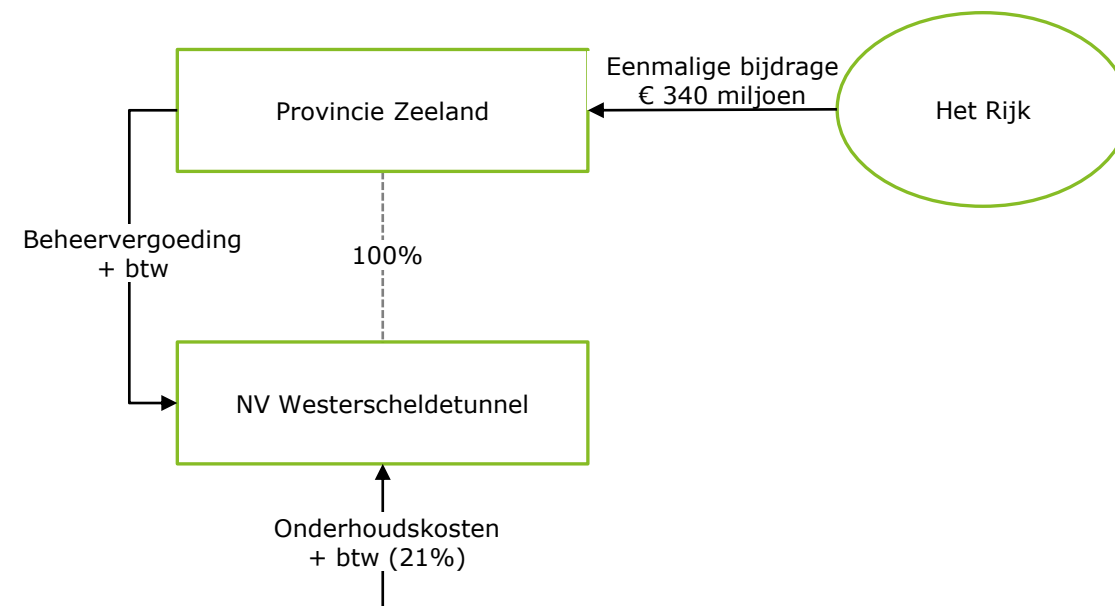 Eenmalige bijdrage
€ 340 miljoen
Provincie Zeeland
Het Rijk
Beheervergoeding
+ btw
100%
NV Westerscheldetunnel
Onderhoudskosten
+ btw (21%)